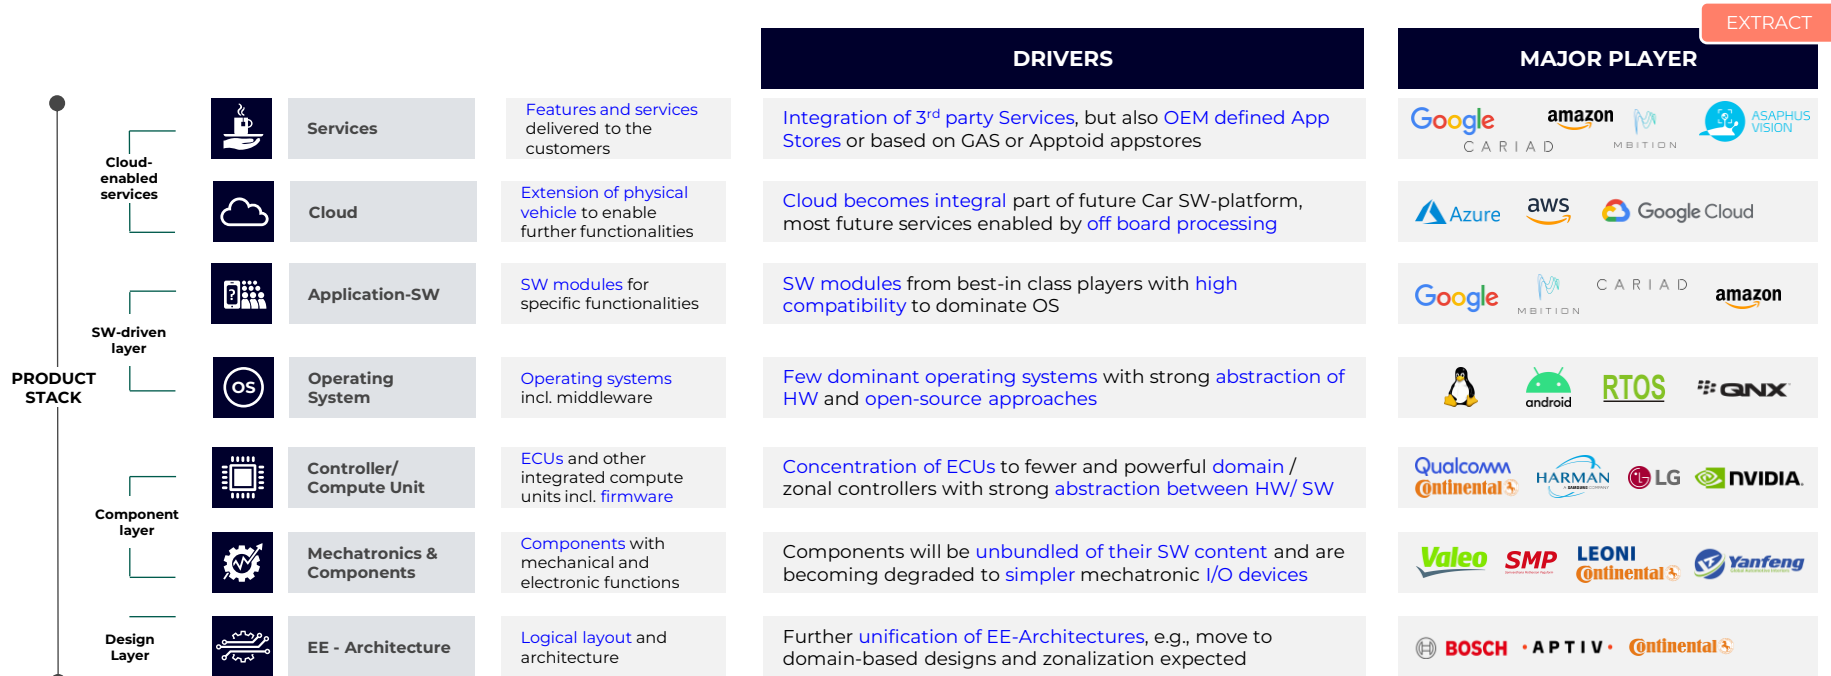 EXTRACT
DRIVERS
MAJOR PLAYER
PRODUCT
STACK
Cloud-
enabled
services
Services
Features and services
delivered to the
customers
Integration of 3rd party Services, but also OEM defined App
Stores or based on GAS or Apptoid appstores
Google
amazon
CARIAD
MBITION
ASAPHUS
VISION
Cloud
Extension of physical
vehicle to enable
further functionalities
Cloud becomes integral part of future Car SW-platform,
most future services enabled by off board processing
Azure
aws
Google Cloud
SW-driven
layer
?
Application-SW
SW modules for
specific functionalities
SW modules from best-in class players with high
compatibility to dominate OS
Google
MBITION
CARIAD
amazon
OS
Operating
System
Operating systems
incl. middleware
Few dominant operating systems with strong abstraction of
HW and open-source approaches
android
RTOS
QNX
Component
layer
Controller/
Compute Unit
ECUs and other
integrated compute
units incl. firmware
Concentration of ECUs to fewer and powerful domain /
zonal controllers with strong abstraction between HW/ SW
Qualcomm
Continental
HARMAN
A SAMSUNG COMPANY
LG
NVIDIA.
Mechatronics &
Components
Components with
mechanical and
electronic functions
Components will be unbundled of their SW content and are
becoming degraded to simpler mechatronic I/O devices
Valeo
SMP
LEONI
Continental
Yanfeng
Design
Layer
EE - Architecture
Logical layout and
architecture
Further unification of EE-Architectures, e.g., move to
domain-based designs and zonalization expected
BOSCH
• APTIV •
Continental